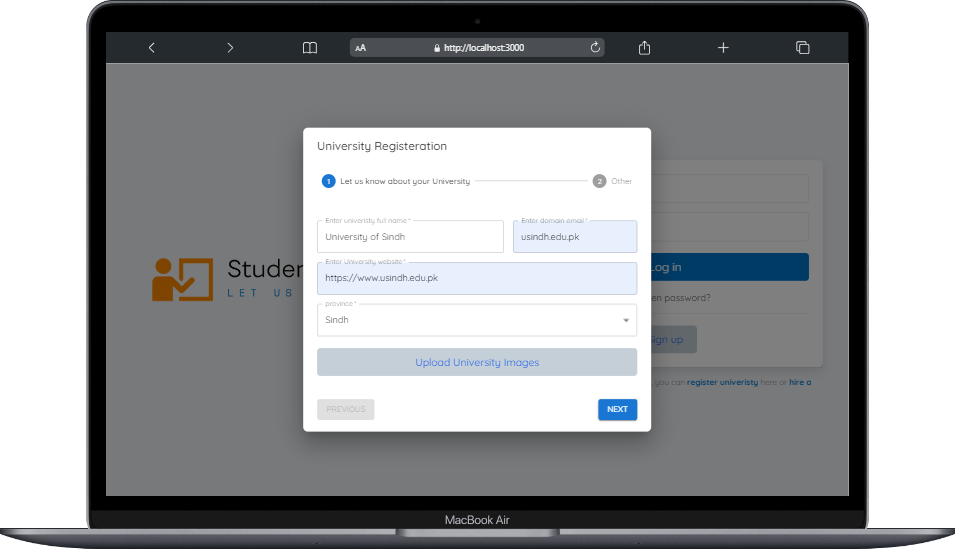 AA
http://localhost:3000
University Registeration
1 Let us know about your University
2 Other
Enter univeristy full name *
University of Sindh
Enter domain email *
usindh.edu.pk
Enter University website *
https://www.usindh.edu.pk
province *
Sindh
Upload University Images
PREVIOUS
NEXT
Studen
LET US
Log in
en password?
ign up
, you can register univeristy here or hire a
MacBook Air